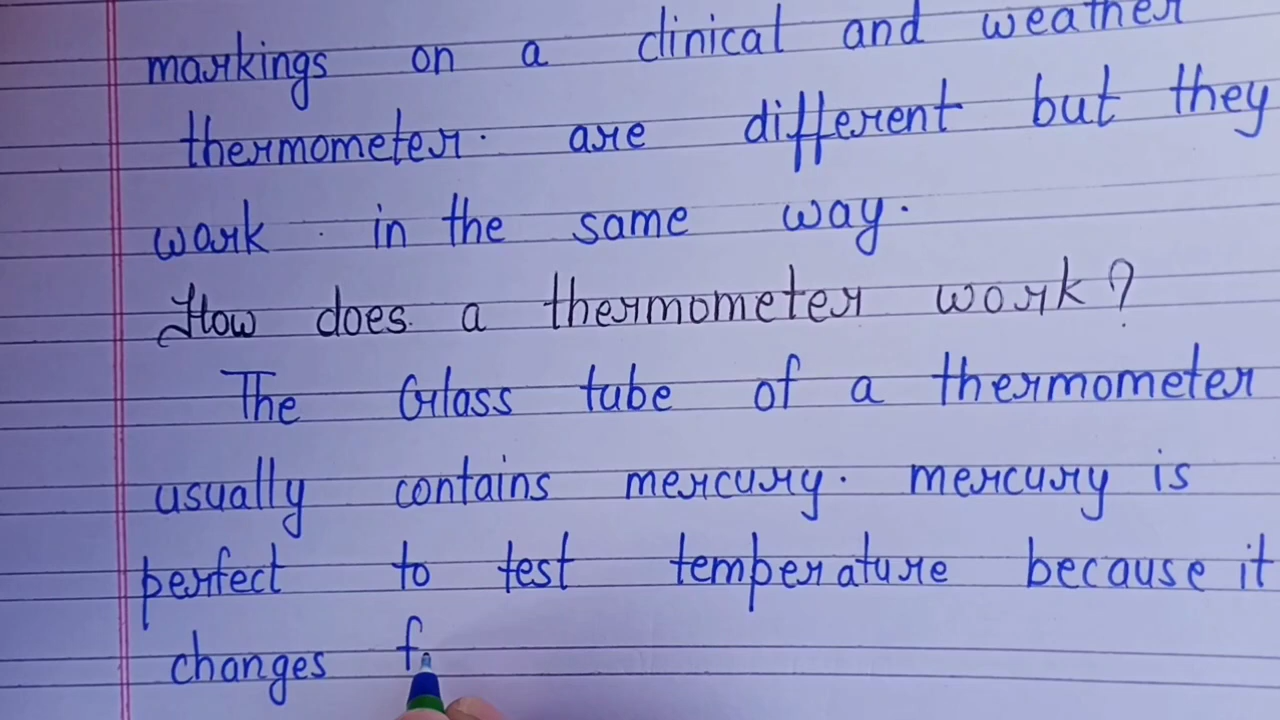 markings on a clinical and weather
thermometer. are different but they
work in the same way.
How does a thermometer work?
The Glass tube of a thermometer
usually contains mercury. mercury is
perfect to test temperature because it
changes